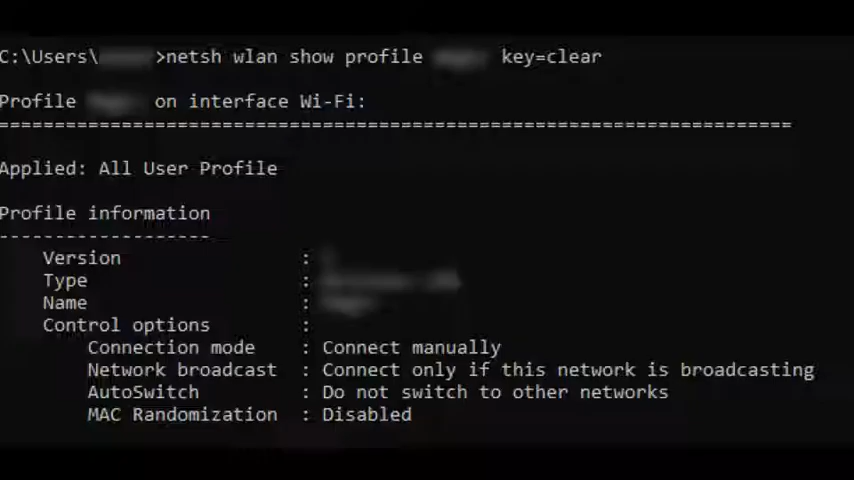 C:\Users\ >netsh wlan show profile key=clear
Profile on interface Wi-Fi:
=======================================================================
Applied: All User Profile
Profile information
-------------------
Version :
Type :
Name :
Control options :
Connection mode : Connect manually
Network broadcast : Connect only if this network is broadcasting
AutoSwitch : Do not switch to other networks
MAC Randomization : Disabled